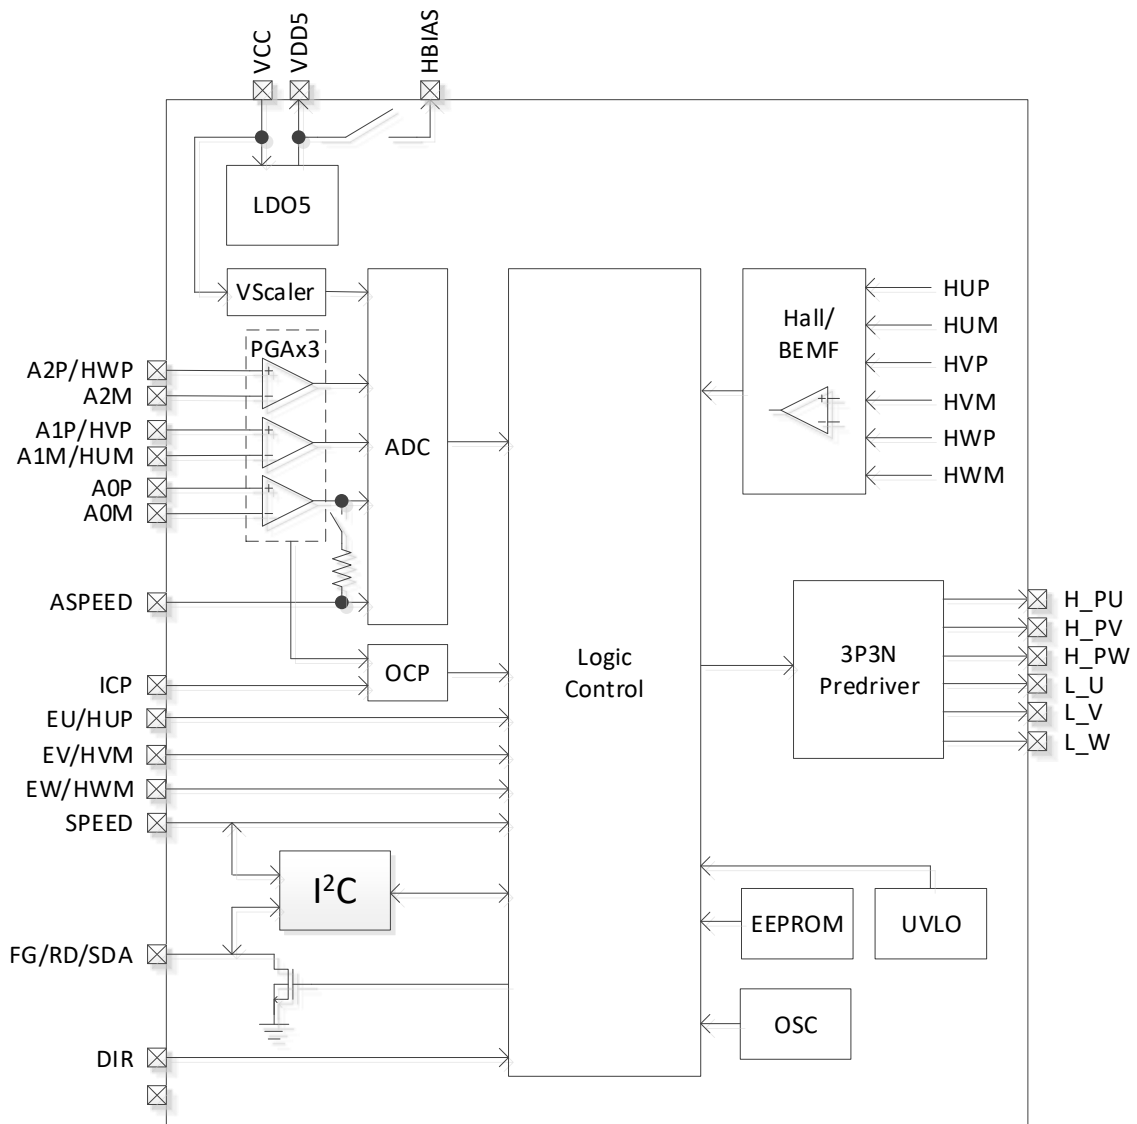 VCC
VDD5
HBIAS
LDO5
VScaler
PGAx3
A2P/HWP
A2M
A1P/HVP
A1M/HUM
A0P
A0M
ASPEED
ICP
EU/HUP
EV/HVM
EW/HWM
SPEED
FG/RD/SDA
DIR
ADC
OCP
I²C
Logic
Control
Hall/
BEMF
HUP
HUM
HVP
HVM
HWP
HWM
3P3N
Predriver
H_PU
H_PV
H_PW
L_U
L_V
L_W
EEPROM
UVLO
OSC